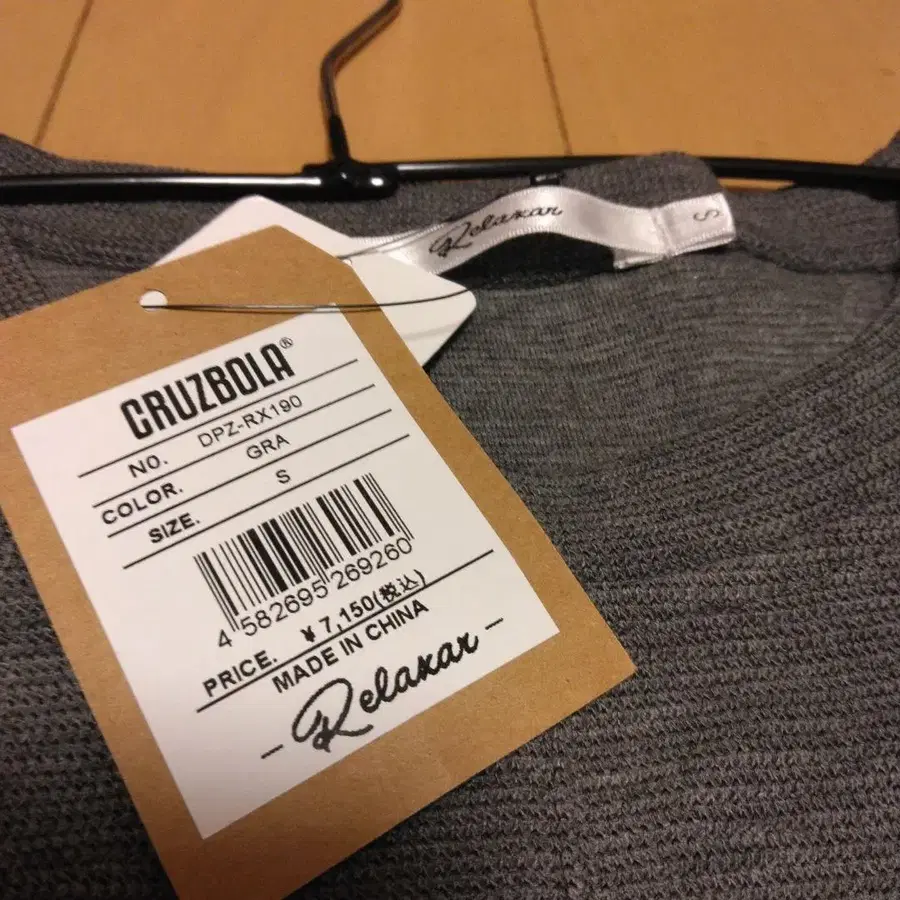 Relaxar
S
CRUZBOLA®
NO. DPZ-RX190
COLOR. GRA
SIZE. S
4 582695 269260
PRICE. ¥7,150(税込)
MADE IN CHINA
- Relaxar -